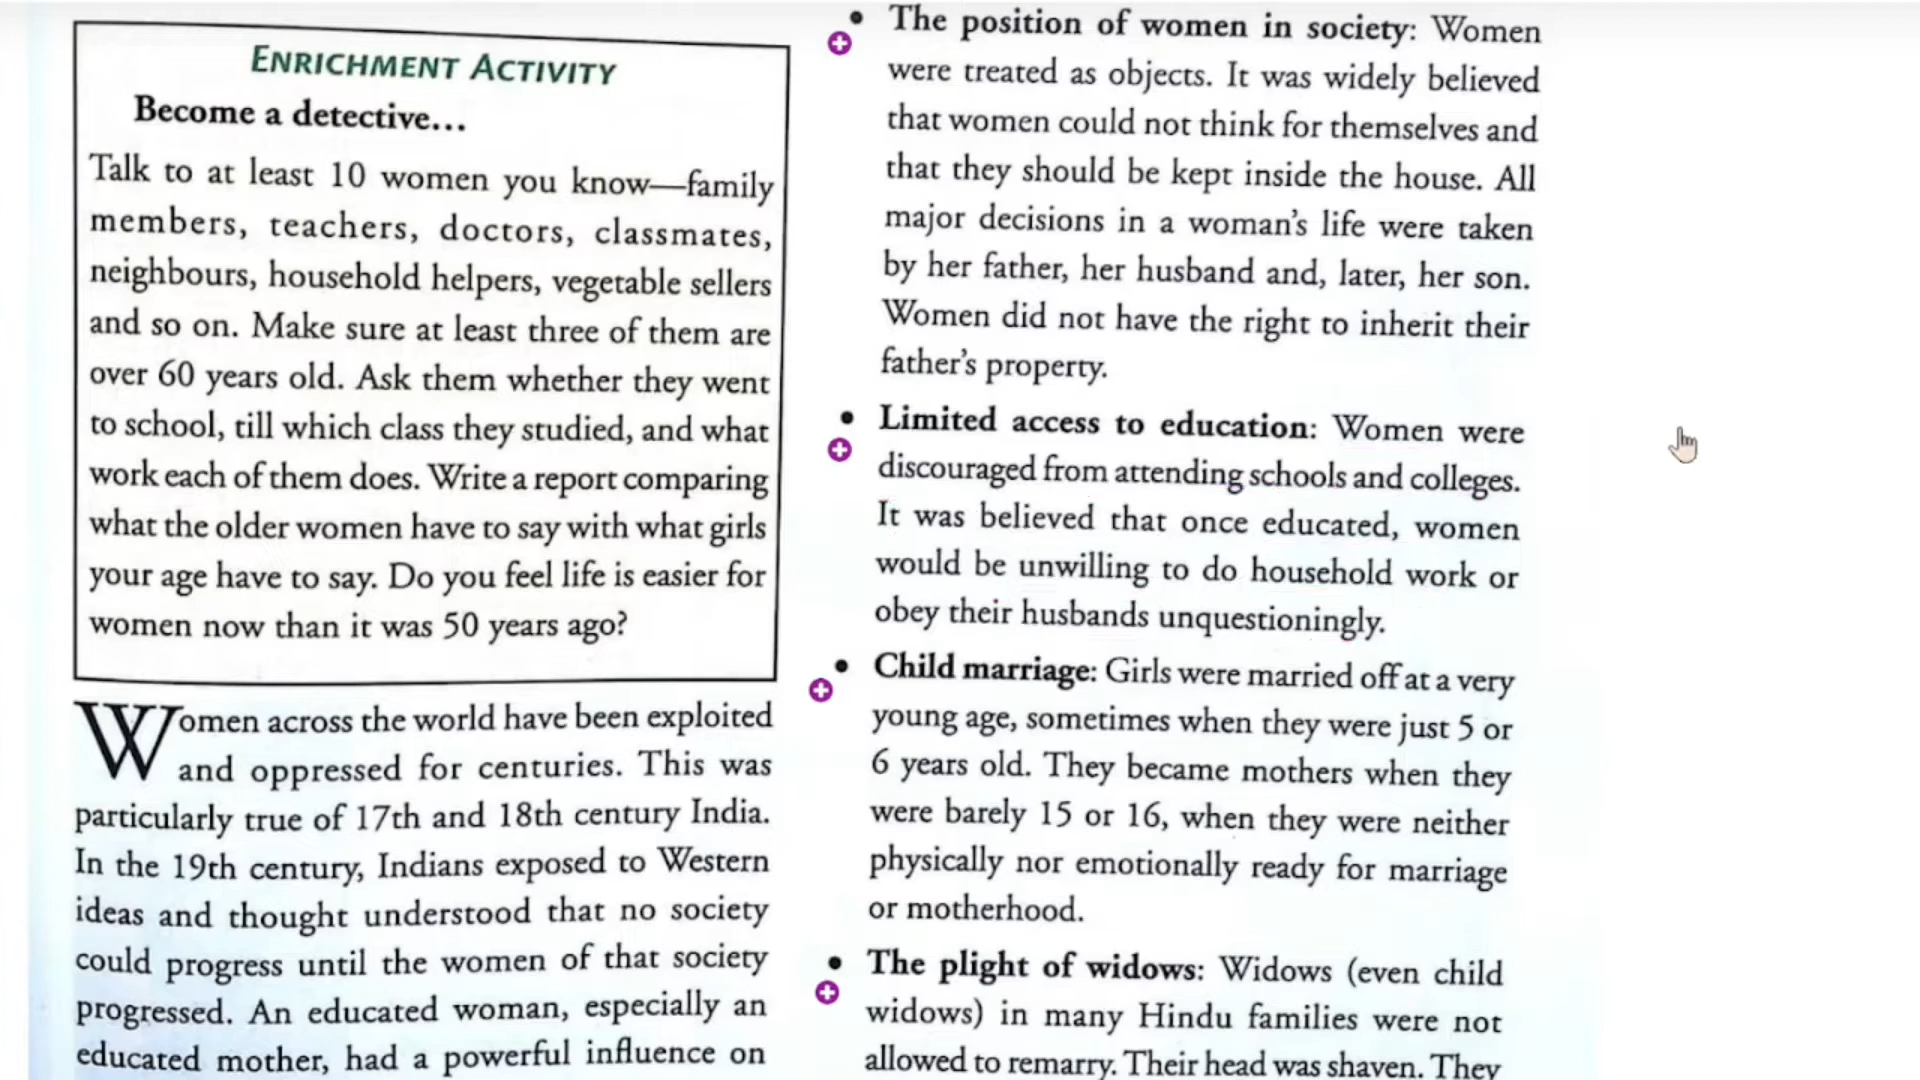 ENRICHMENT ACTIVITY
Become a detective...
Talk to at least 10 women you know—family
members, teachers, doctors, classmates,
neighbours, household helpers, vegetable sellers
and so on. Make sure at least three of them are
over 60 years old. Ask them whether they went
to school, till which class they studied, and what
work each of them does. Write a report comparing
what the older women have to say with what girls
your age have to say. Do you feel life is easier for
women now than it was 50 years ago?
Women across the world have been exploited
and oppressed for centuries. This was
particularly true of 17th and 18th century India.
In the 19th century, Indians exposed to Western
ideas and thought understood that no society
could progress until the women of that society
progressed. An educated woman, especially an
educated mother, had a powerful influence on
• The position of women in society: Women
were treated as objects. It was widely believed
that women could not think for themselves and
that they should be kept inside the house. All
major decisions in a woman's life were taken
by her father, her husband and, later, her son.
Women did not have the right to inherit their
father's property.
• Limited access to education: Women were
discouraged from attending schools and colleges.
It was believed that once educated, women
would be unwilling to do household work or
obey their husbands unquestioningly.
• Child marriage: Girls were married off at a very
young age, sometimes when they were just 5 or
6 years old. They became mothers when they
were barely 15 or 16, when they were neither
physically nor emotionally ready for marriage
or motherhood.
• The plight of widows: Widows (even child
widows) in many Hindu families were not
allowed to remarry. Their head was shaven. They